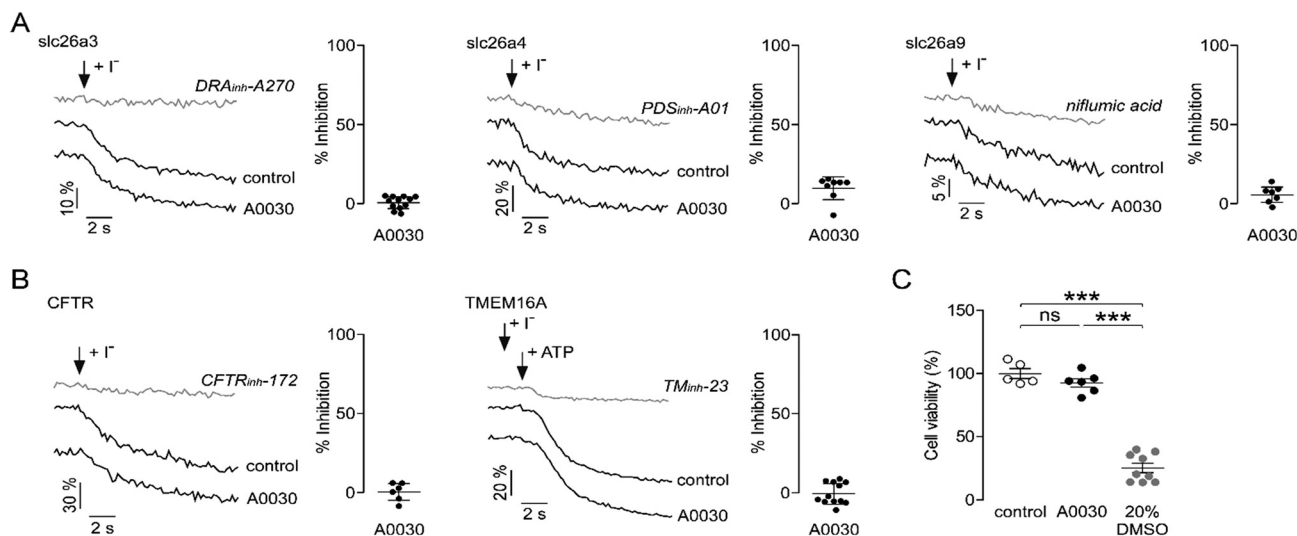 A
slc26a3
+ I⁻
DRAinh-A270
control
A0030
10 %
2 s
100
50
0
% Inhibition
A0030
slc26a4
+ I⁻
PDSinh-A01
control
A0030
20 %
2 s
100
50
0
% Inhibition
A0030
slc26a9
+ I⁻
niflumic acid
control
A0030
5 %
2 s
100
50
0
% Inhibition
A0030
B
CFTR
+ I⁻
CFTRinh-172
control
A0030
30 %
2 s
100
50
0
% Inhibition
A0030
TMEM16A
+ I⁻
+ ATP
TMinh-23
control
A0030
20 %
2 s
100
50
0
% Inhibition
A0030
C
150
100
50
0
Cell viability (%)
***
ns
***
control
A0030
20%
DMSO